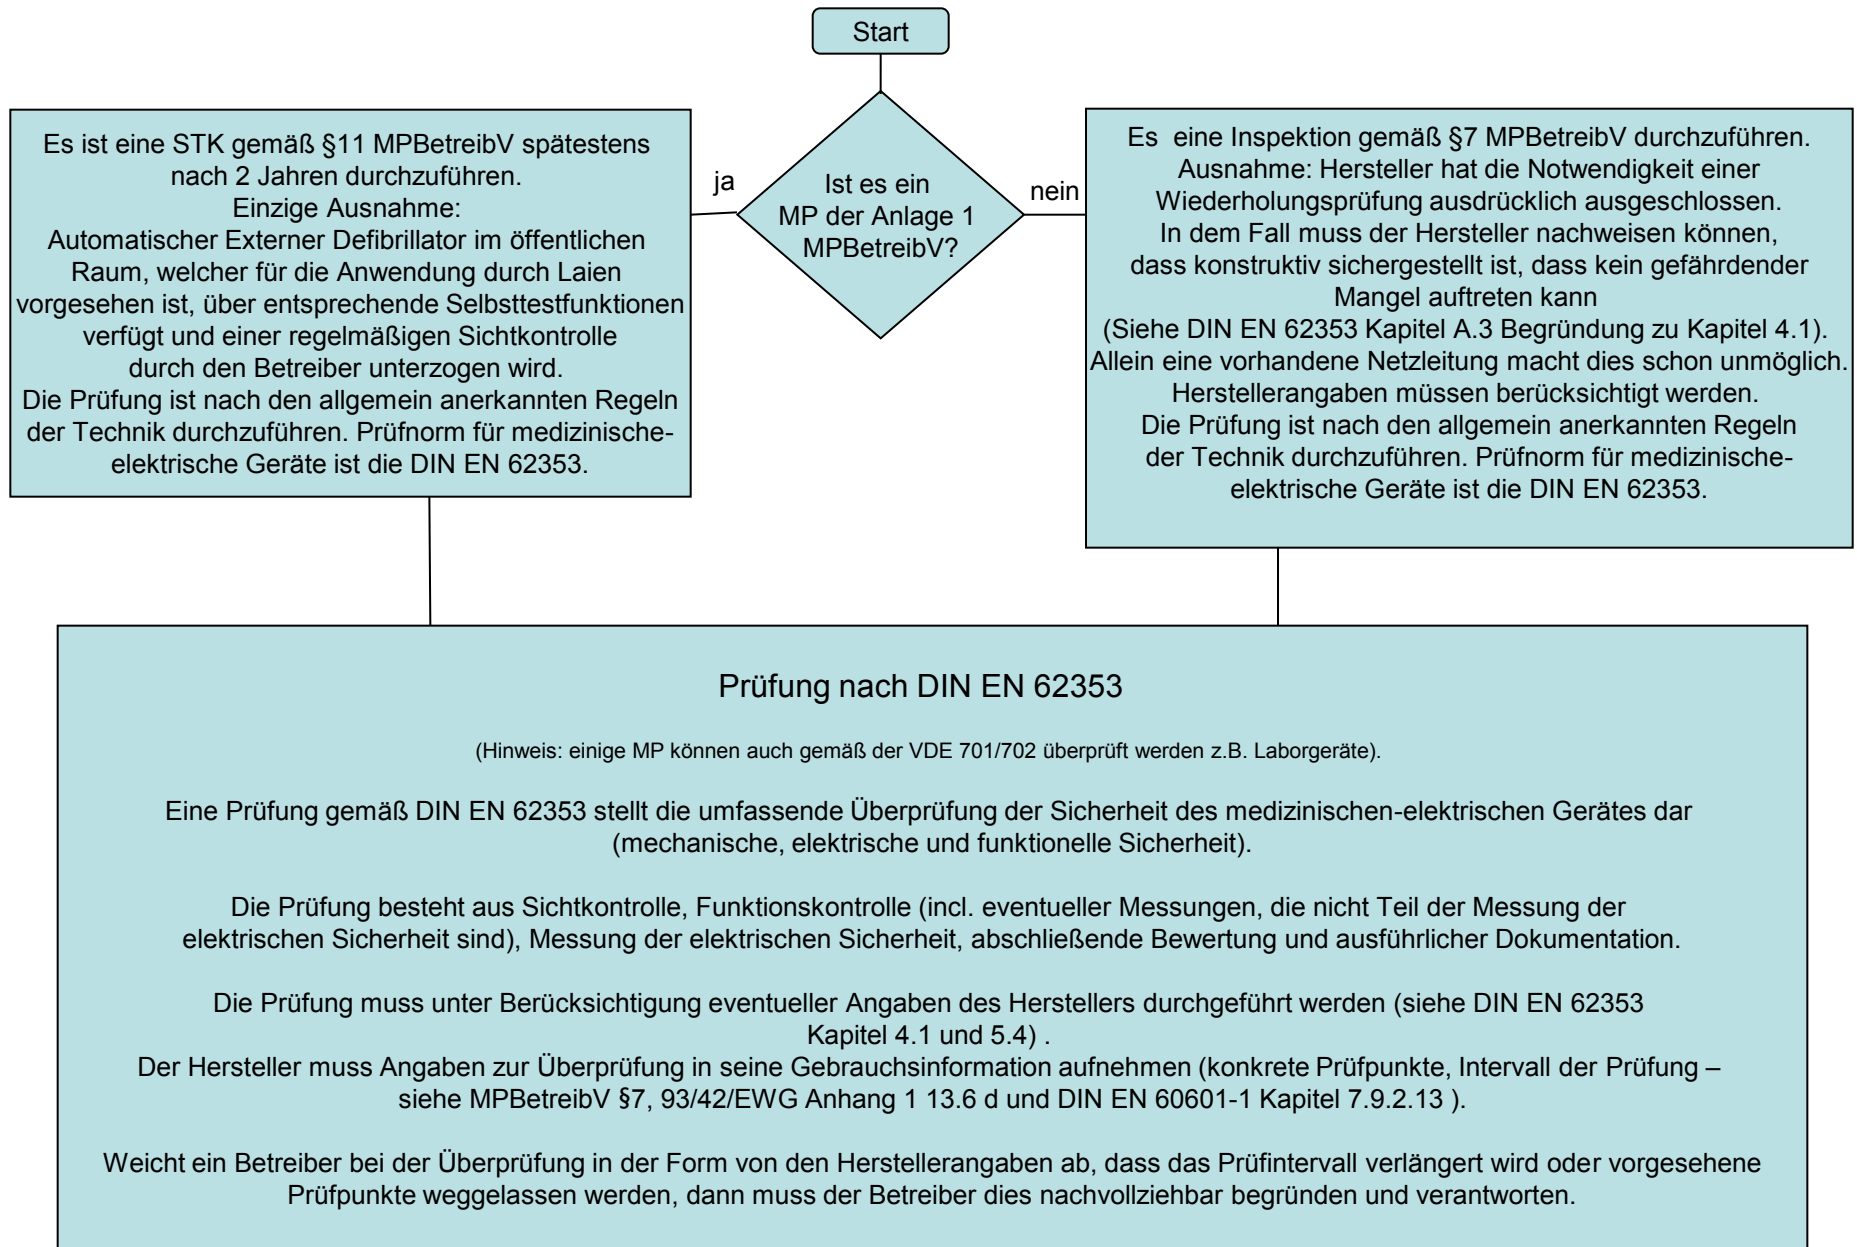 Start
Es ist eine STK gemäß §11 MPBetreibV spätestens
nach 2 Jahren durchzuführen.
Einzige Ausnahme:
Automatischer Externer Defibrillator im öffentlichen
Raum, welcher für die Anwendung durch Laien
vorgesehen ist, über entsprechende Selbsttestfunktionen
verfügt und einer regelmäßigen Sichtkontrolle
durch den Betreiber unterzogen wird.
Die Prüfung ist nach den allgemein anerkannten Regeln
der Technik durchzuführen. Prüfnorm für medizinische-
elektrische Geräte ist die DIN EN 62353.
ja
Ist es ein
MP der Anlage 1
MPBetreibV?
nein
Es eine Inspektion gemäß §7 MPBetreibV durchzuführen.
Ausnahme: Hersteller hat die Notwendigkeit einer
Wiederholungsprüfung ausdrücklich ausgeschlossen.
In dem Fall muss der Hersteller nachweisen können,
dass konstruktiv sichergestellt ist, dass kein gefährdender
Mangel auftreten kann
(Siehe DIN EN 62353 Kapitel A.3 Begründung zu Kapitel 4.1).
Allein eine vorhandene Netzleitung macht dies schon unmöglich.
Herstellerangaben müssen berücksichtigt werden.
Die Prüfung ist nach den allgemein anerkannten Regeln
der Technik durchzuführen. Prüfnorm für medizinische-
elektrische Geräte ist die DIN EN 62353.
Prüfung nach DIN EN 62353
(Hinweis: einige MP können auch gemäß der VDE 701/702 überprüft werden z.B. Laborgeräte).
Eine Prüfung gemäß DIN EN 62353 stellt die umfassende Überprüfung der Sicherheit des medizinischen-elektrischen Gerätes dar
(mechanische, elektrische und funktionelle Sicherheit).
Die Prüfung besteht aus Sichtkontrolle, Funktionskontrolle (incl. eventueller Messungen, die nicht Teil der Messung der
elektrischen Sicherheit sind), Messung der elektrischen Sicherheit, abschließende Bewertung und ausführlicher Dokumentation.
Die Prüfung muss unter Berücksichtigung eventueller Angaben des Herstellers durchgeführt werden (siehe DIN EN 62353
Kapitel 4.1 und 5.4) .
Der Hersteller muss Angaben zur Überprüfung in seine Gebrauchsinformation aufnehmen (konkrete Prüfpunkte, Intervall der Prüfung –
siehe MPBetreibV §7, 93/42/EWG Anhang 1 13.6 d und DIN EN 60601-1 Kapitel 7.9.2.13 ).
Weicht ein Betreiber bei der Überprüfung in der Form von den Herstellerangaben ab, dass das Prüfintervall verlängert wird oder vorgesehene
Prüfpunkte weggelassen werden, dann muss der Betreiber dies nachvollziehbar begründen und verantworten.